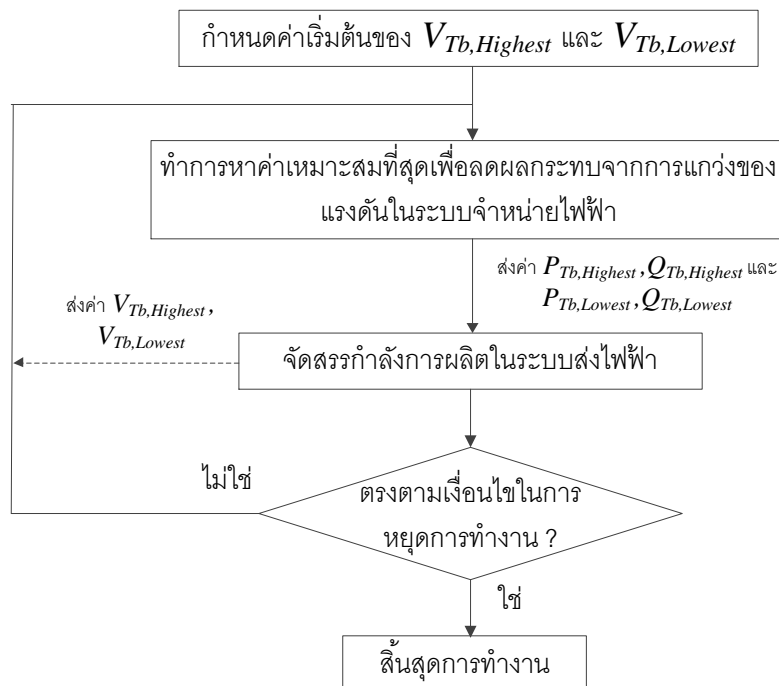 กำหนดค่าเริ่มต้นของ V_{Tb,Highest} และ V_{Tb,Lowest}
ทำการหาค่าเหมาะสมที่สุดเพื่อลดผลกระทบจากการแกว่งของ
แรงดันในระบบจำหน่ายไฟฟ้า
ส่งค่า P_{Tb,Highest},Q_{Tb,Highest} และ
P_{Tb,Lowest},Q_{Tb,Lowest}
ส่งค่า V_{Tb,Highest},
V_{Tb,Lowest}
จัดสรรกำลังการผลิตในระบบส่งไฟฟ้า
ไม่ใช่
ตรงตามเงื่อนไขในการ
หยุดการทำงาน ?
ใช่
สิ้นสุดการทำงาน